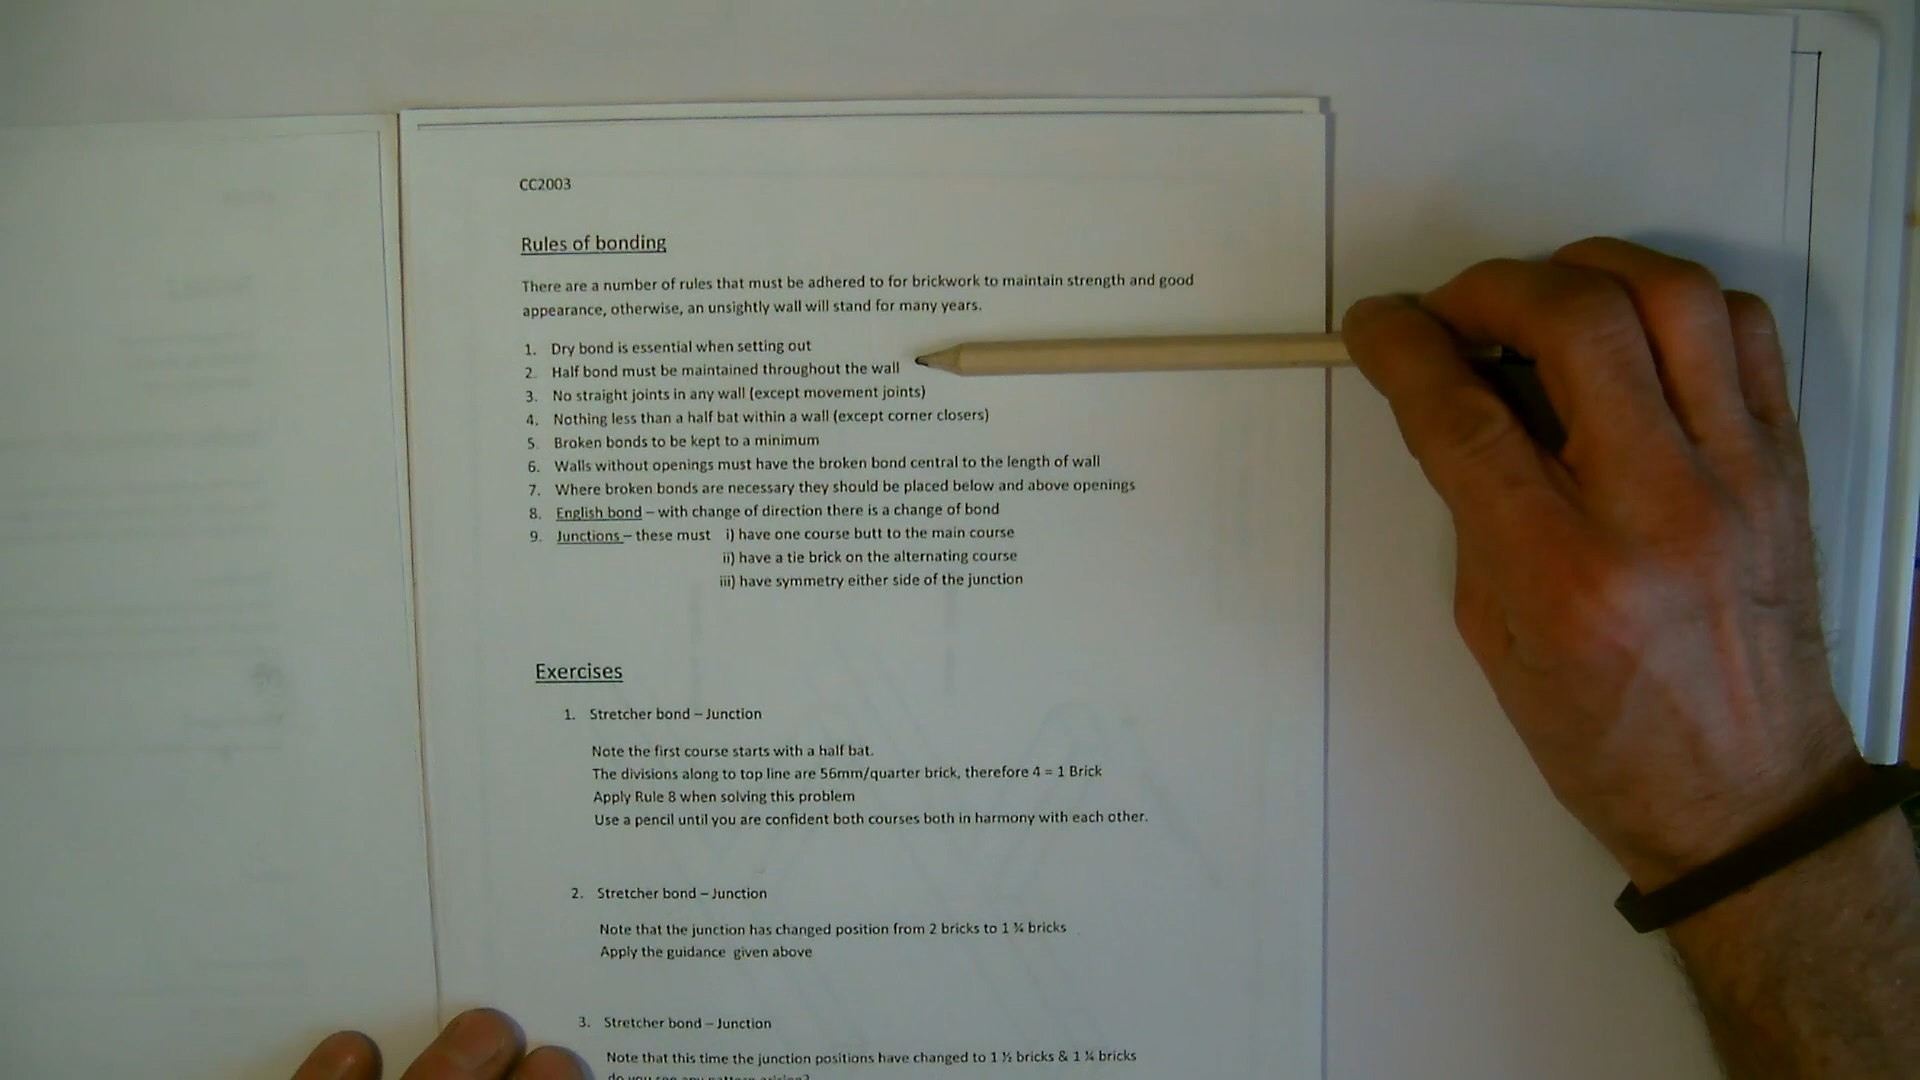 CC2003
Rules of bonding
There are a number of rules that must be adhered to for brickwork to maintain strength and good
appearance, otherwise, an unsightly wall will stand for many years.
1. Dry bond is essential when setting out
2. Half bond must be maintained throughout the wall
3. No straight joints in any wall (except movement joints)
4. Nothing less than a half bat within a wall (except corner closers)
5. Broken bonds to be kept to a minimum
6. Walls without openings must have the broken bond central to the length of wall
7. Where broken bonds are necessary they should be placed below and above openings
8. English bond – with change of direction there is a change of bond
9. Junctions – these must i) have one course butt to the main course
ii) have a tie brick on the alternating course
iii) have symmetry either side of the junction
Exercises
1. Stretcher bond – Junction
Note the first course starts with a half bat.
The divisions along to top line are 56mm/quarter brick, therefore 4 = 1 Brick
Apply Rule 8 when solving this problem
Use a pencil until you are confident both courses both in harmony with each other.
2. Stretcher bond – Junction
Note that the junction has changed position from 2 bricks to 1 ¾ bricks
Apply the guidance given above
3. Stretcher bond – Junction
Note that this time the junction positions have changed to 1 ½ bricks & 1 ¼ bricks
do you see any pattern arising?